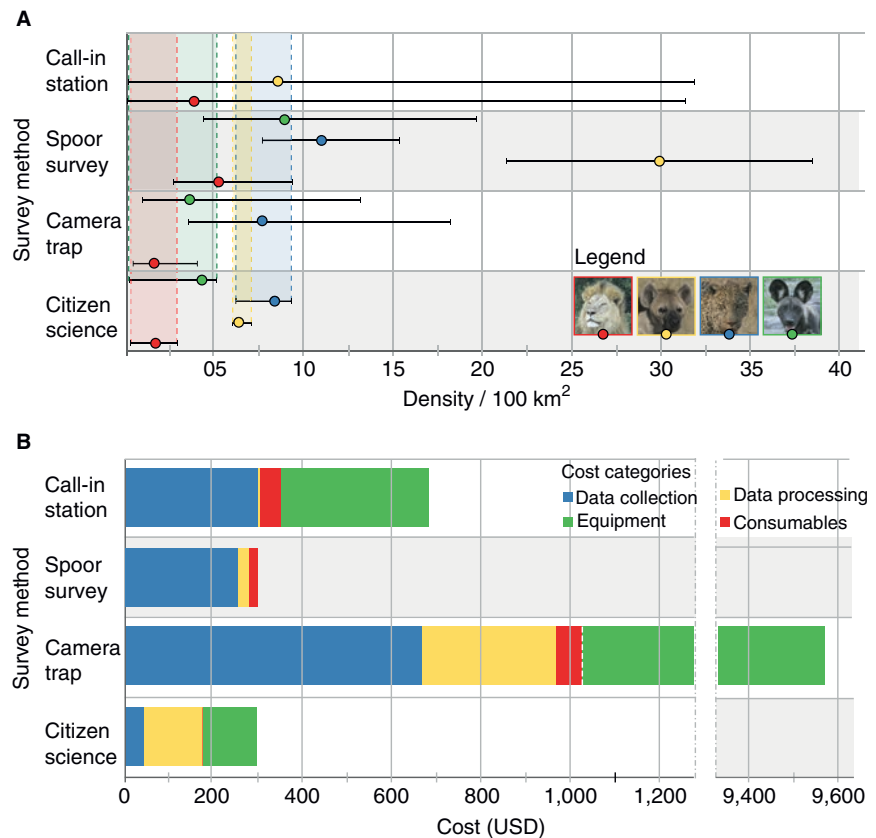 A
Survey method
Call-in
station
Spoor
survey
Camera
trap
Citizen
science
Legend
05 10 15 20 25 30 35 40
Density / 100 km²
B
Survey method
Call-in
station
Spoor
survey
Camera
trap
Citizen
science
Cost categories
Data collection
Equipment
Data processing
Consumables
0 200 400 600 800 1,000 1,200 9,400 9,600
Cost (USD)